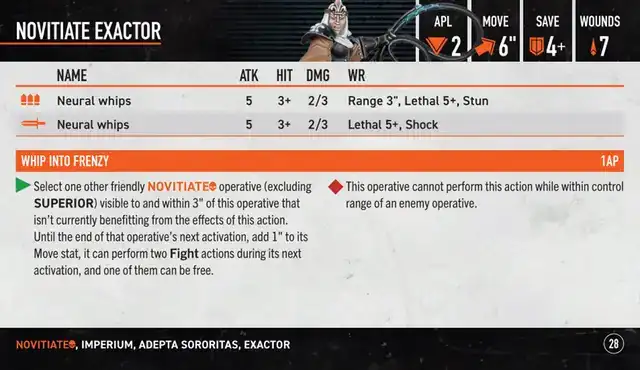 NOVITIATE EXACTOR
APL MOVE SAVE WOUNDS
2 6" 4+ 7
NAME ATK HIT DMG WR
Neural whips 5 3+ 2/3 Range 3", Lethal 5+, Stun
Neural whips 5 3+ 2/3 Lethal 5+, Shock
WHIP INTO FRENZY 1AP
Select one other friendly NOVITIATE operative (excluding
SUPERIOR) visible to and within 3" of this operative that
isn't currently benefitting from the effects of this action.
Until the end of that operative's next activation, add 1" to its
Move stat, it can perform two Fight actions during its next
activation, and one of them can be free.
This operative cannot perform this action while within control
range of an enemy operative.
NOVITIATE, IMPERIUM, ADEPTA SORORITAS, EXACTOR
28